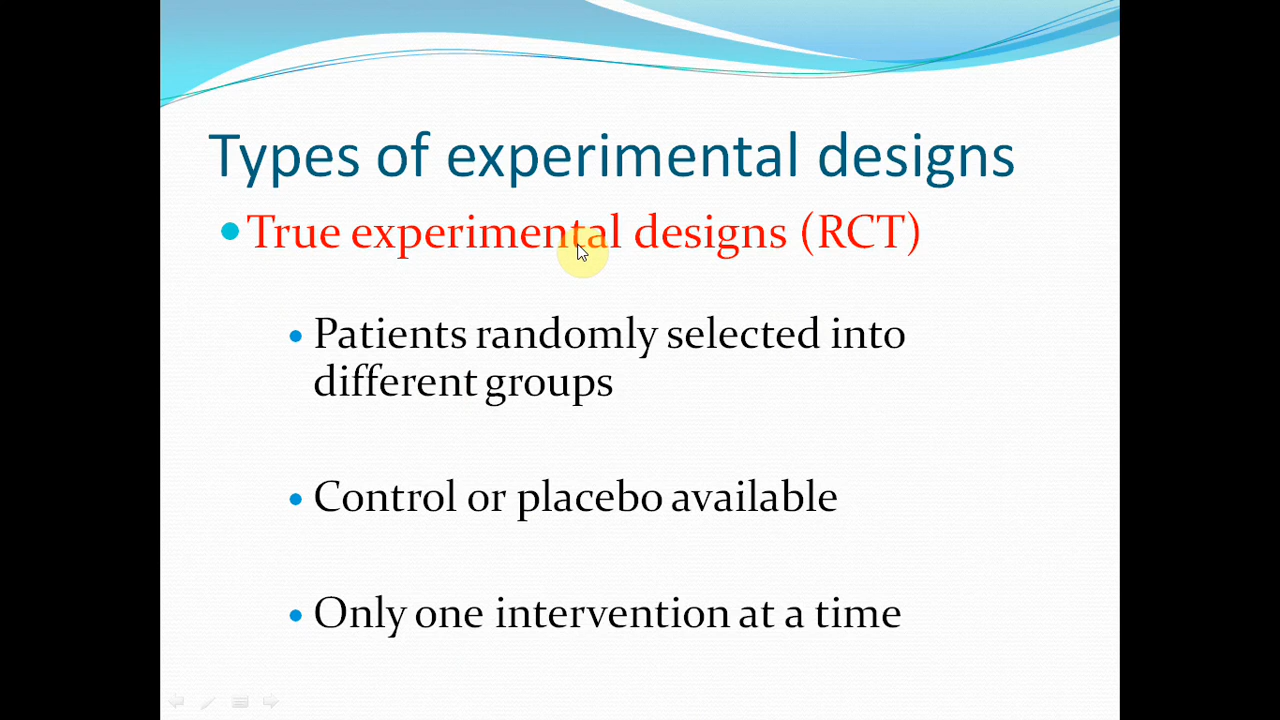 Types of experimental designs
• True experimental designs (RCT)
• Patients randomly selected into
different groups
• Control or placebo available
• Only one intervention at a time